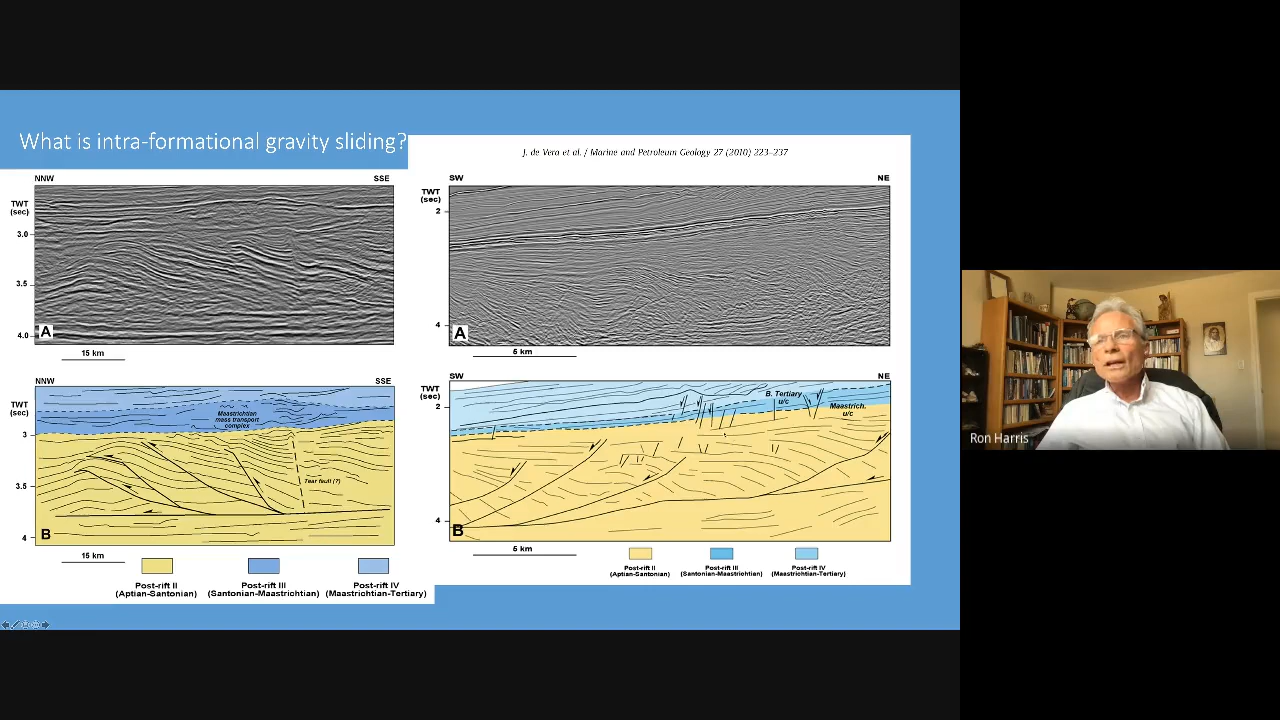 What is intra-formational gravity sliding?
J. de Vera et al. / Marine and Petroleum Geology 27 (2010) 223–237
NNW
SSE
TWT
(sec)
3.0
3.5
4.0
A
15 km
NNW
SSE
TWT
(sec)
3
3.5
4
Maastrichtian
mass transport
complex
Tear fault (?)
B
15 km
Post-rift II
(Aptian-Santonian)
Post-rift III
(Santonian-Maastrichtian)
Post-rift IV
(Maastrichtian-Tertiary)
SW
NE
TWT
(sec)
2
4
A
5 km
SW
NE
TWT
(sec)
2
4
B. Tertiary
u/c
Maastrich.
u/c
B
5 km
Post-rift II
(Aptian-Santonian)
Post-rift III
(Santonian-Maastrichtian)
Post-rift IV
(Maastrichtian-Tertiary)
Ron Harris